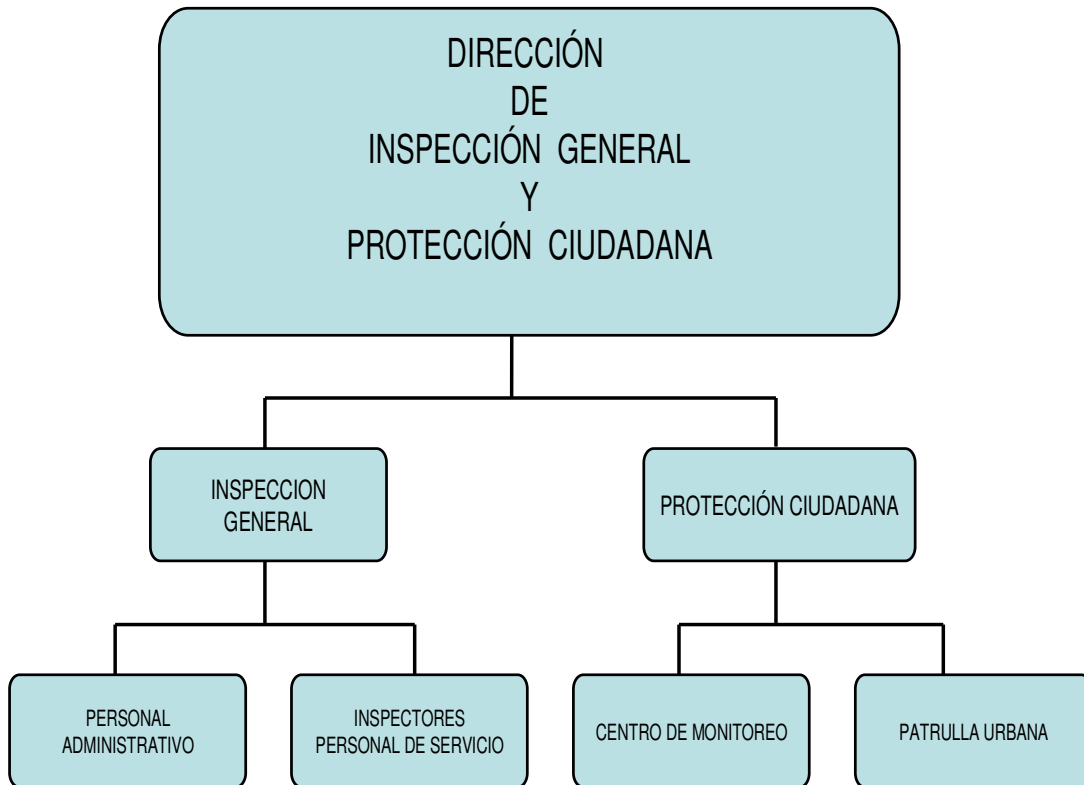 DIRECCIÓN
DE
INSPECCIÓN GENERAL
Y
PROTECCIÓN CIUDADANA
INSPECCION
GENERAL
PROTECCIÓN CIUDADANA
PERSONAL
ADMINISTRATIVO
INSPECTORES
PERSONAL DE SERVICIO
CENTRO DE MONITOREO
PATRULLA URBANA